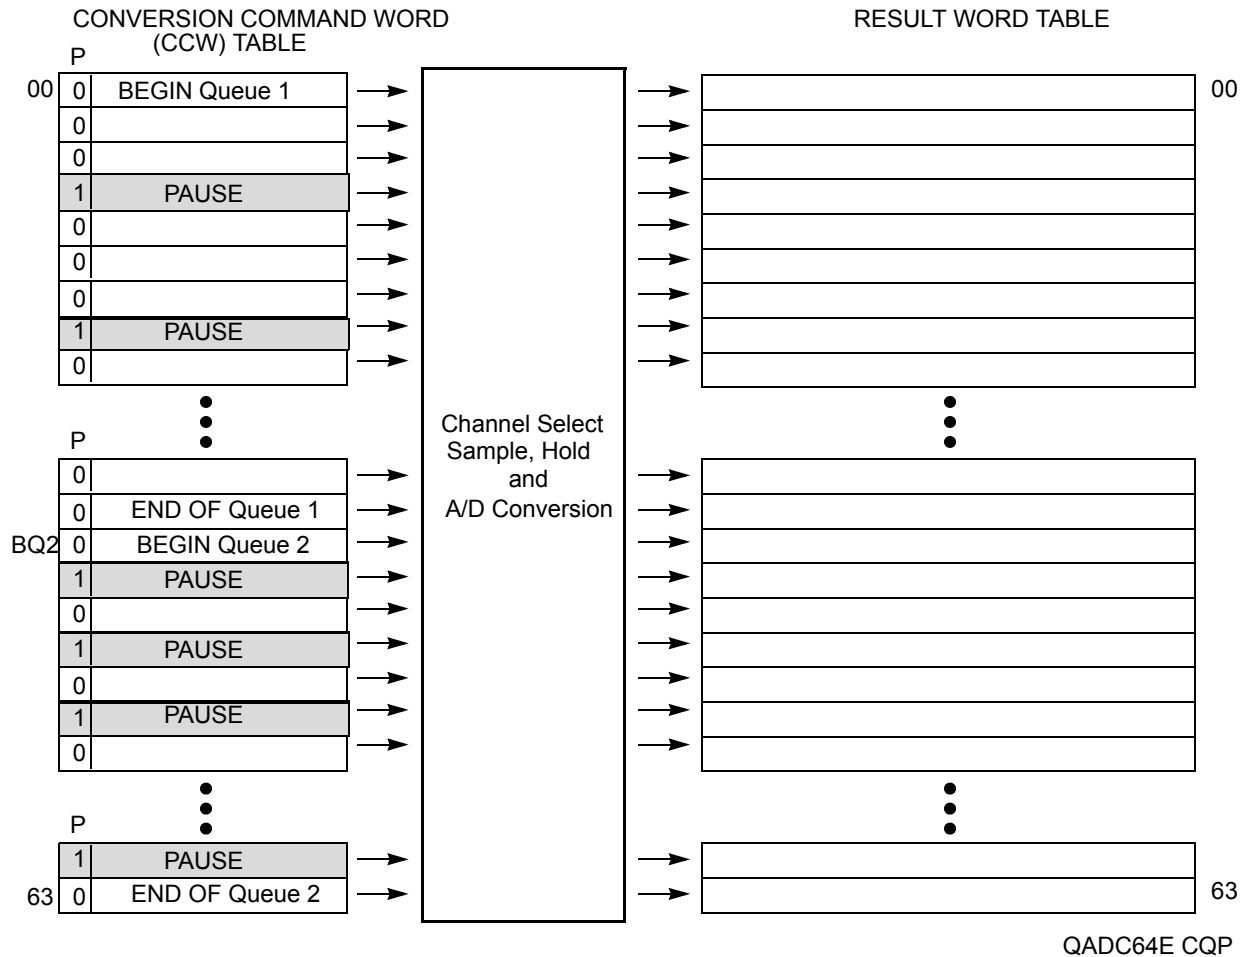 CONVERSION COMMAND WORD
(CCW) TABLE
RESULT WORD TABLE
P
00 0 BEGIN Queue 1 00
0
0
1 PAUSE
0
0
0
1 PAUSE
0
Channel Select
Sample, Hold
and
A/D Conversion
P
0
0 END OF Queue 1
BQ2 0 BEGIN Queue 2
1 PAUSE
0
1 PAUSE
0
1 PAUSE
0
P
1 PAUSE
63 0 END OF Queue 2 63
QADC64E CQP